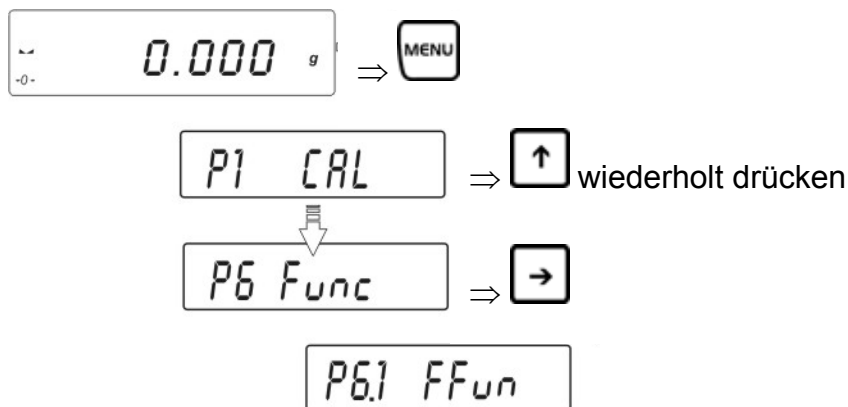 -0- 0.000 g ⇒ MENU
P1 CAL ⇒ ↑ wiederholt drücken
P6 Func ⇒ →
P6.1 FFun